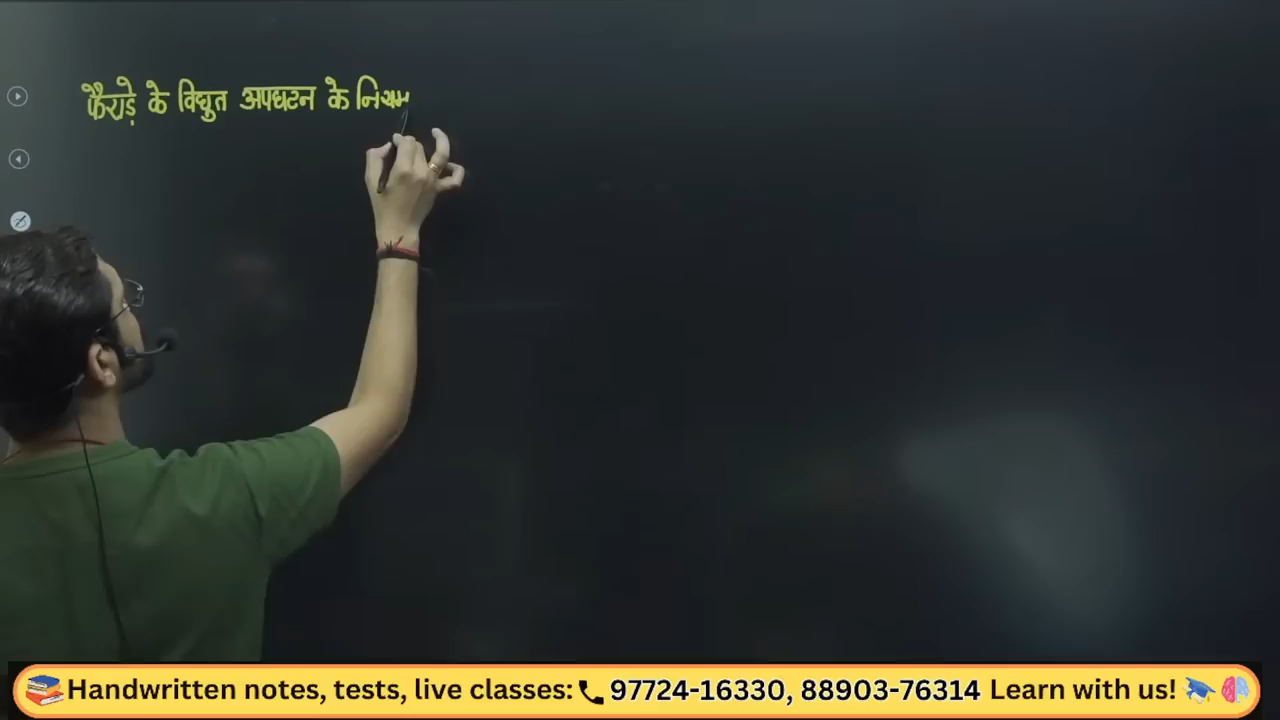 फैराड़े के विद्युत अपघटन के नियम
Handwritten notes, tests, live classes: 97724-16330, 88903-76314 Learn with us!